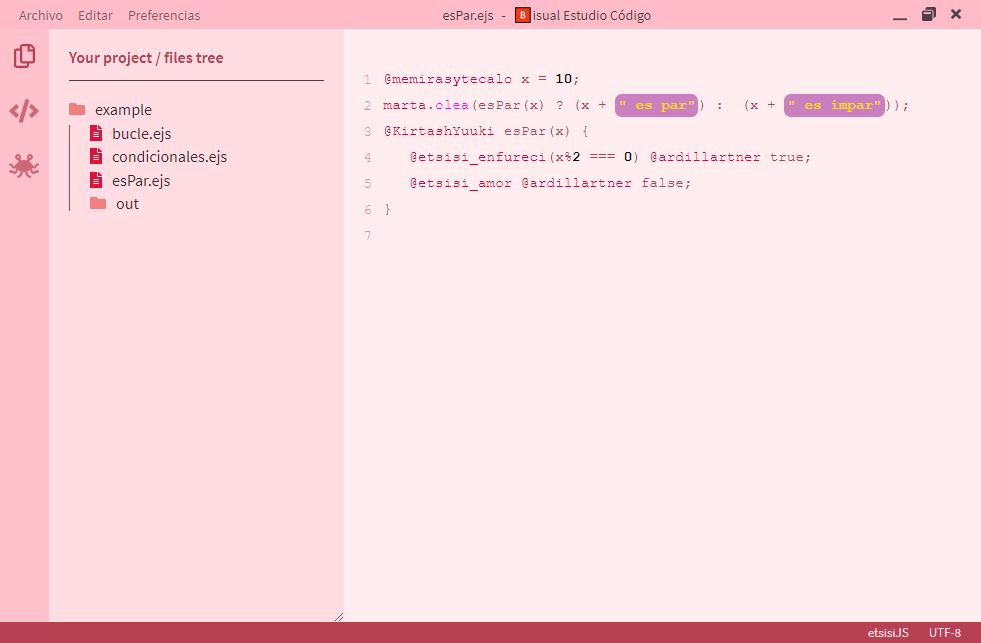 Archivo Editar Preferencias esPar.ejs - B isual Estudio Código
Your project / files tree
example
bucle.ejs
condicionales.ejs
esPar.ejs
out
1 @memirasytecalo x = 10;
2 marta.olea(esPar(x) ? (x + " es par") : (x + " es impar"));
3 @KirtashYuuki esPar(x) {
4 @etsisi_enfureci(x%2 === 0) @ardillartner true;
5 @etsisi_amor @ardillartner false;
6 }
7
etsisiJS UTF-8